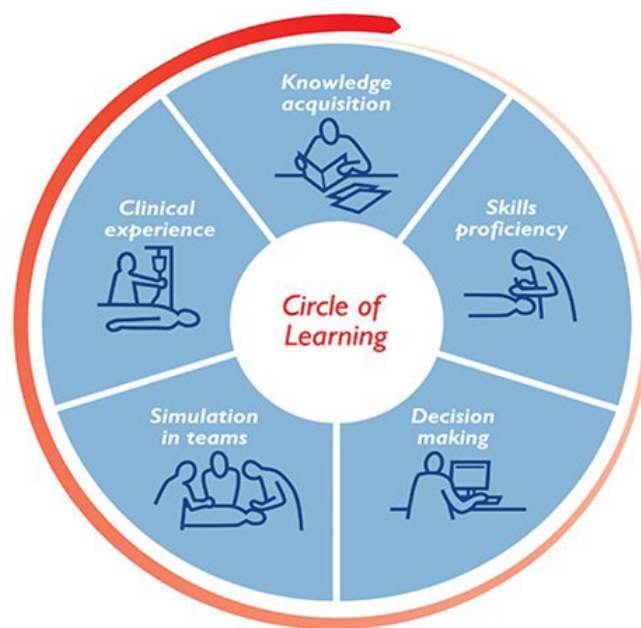 Knowledge
acquisition
Skills
proficiency
Decision
making
Simulation
in teams
Clinical
experience
Circle of
Learning